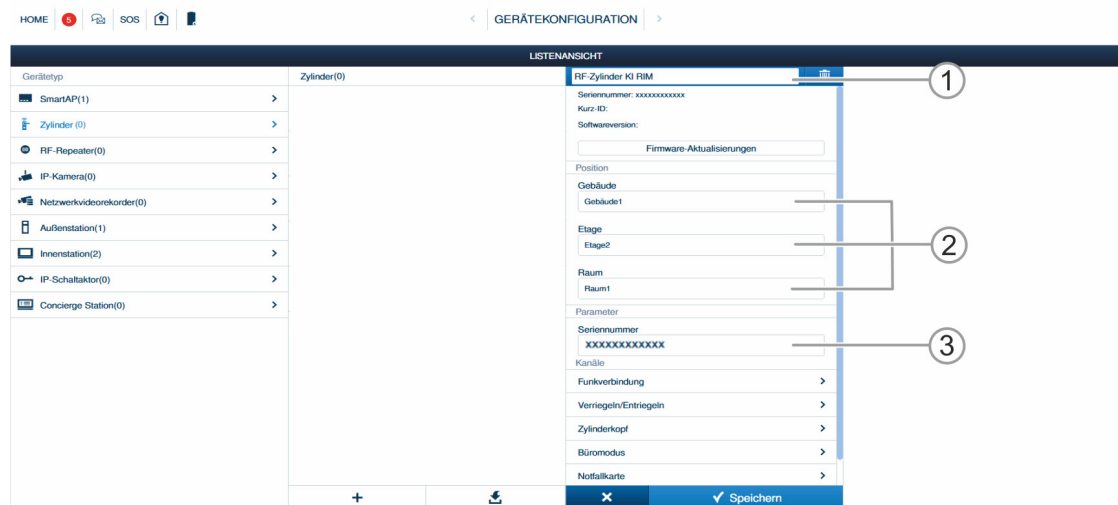 HOME 5 SOS < GERÄTEKONFIGURATION >
LISTENANSICHT
Gerätetyp
SmartAP(1)
Zylinder (0)
RF-Repeater(0)
IP-Kamera(0)
Netzwerkvideorekorder(0)
Außenstation(1)
Innenstation(2)
IP-Schaltaktor(0)
Concierge Station(0)
Zylinder(0)
RF-Zylinder KI RIM
1
Seriennummer: xxxxxxxxxxxx
Kurz-ID:
Softwareversion:
Firmware-Aktualisierungen
Position
Gebäude
Gebäude1
Etage
Etage2
2
Raum
Raum1
Parameter
Seriennummer
XXXXXXXXXXXX
3
Kanäle
Funkverbindung
Verriegeln/Entriegeln
Zylinderkopf
Büromodus
Notfallkarte
Speichern